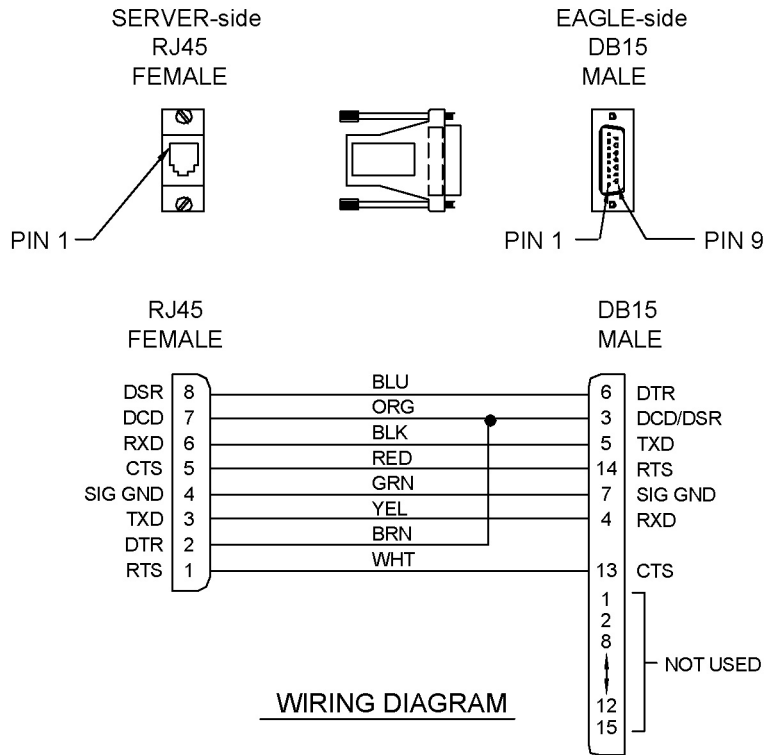 SERVER-side
RJ45
FEMALE
EAGLE-side
DB15
MALE
PIN 1
PIN 1
PIN 9
RJ45
FEMALE
DB15
MALE
DSR 8 BLU 6 DTR
DCD 7 ORG 3 DCD/DSR
RXD 6 BLK 5 TXD
CTS 5 RED 14 RTS
SIG GND 4 GRN 7 SIG GND
TXD 3 YEL 4 RXD
DTR 2 BRN
RTS 1 WHT 13 CTS
1
2
8
NOT USED
12
15
WIRING DIAGRAM